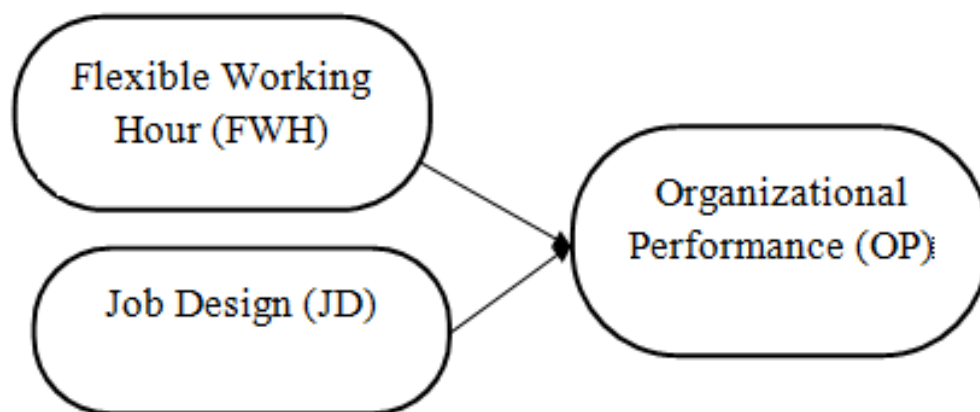 Flexible Working
Hour (FWH)
Organizational
Performance (OP)
Job Design (JD)